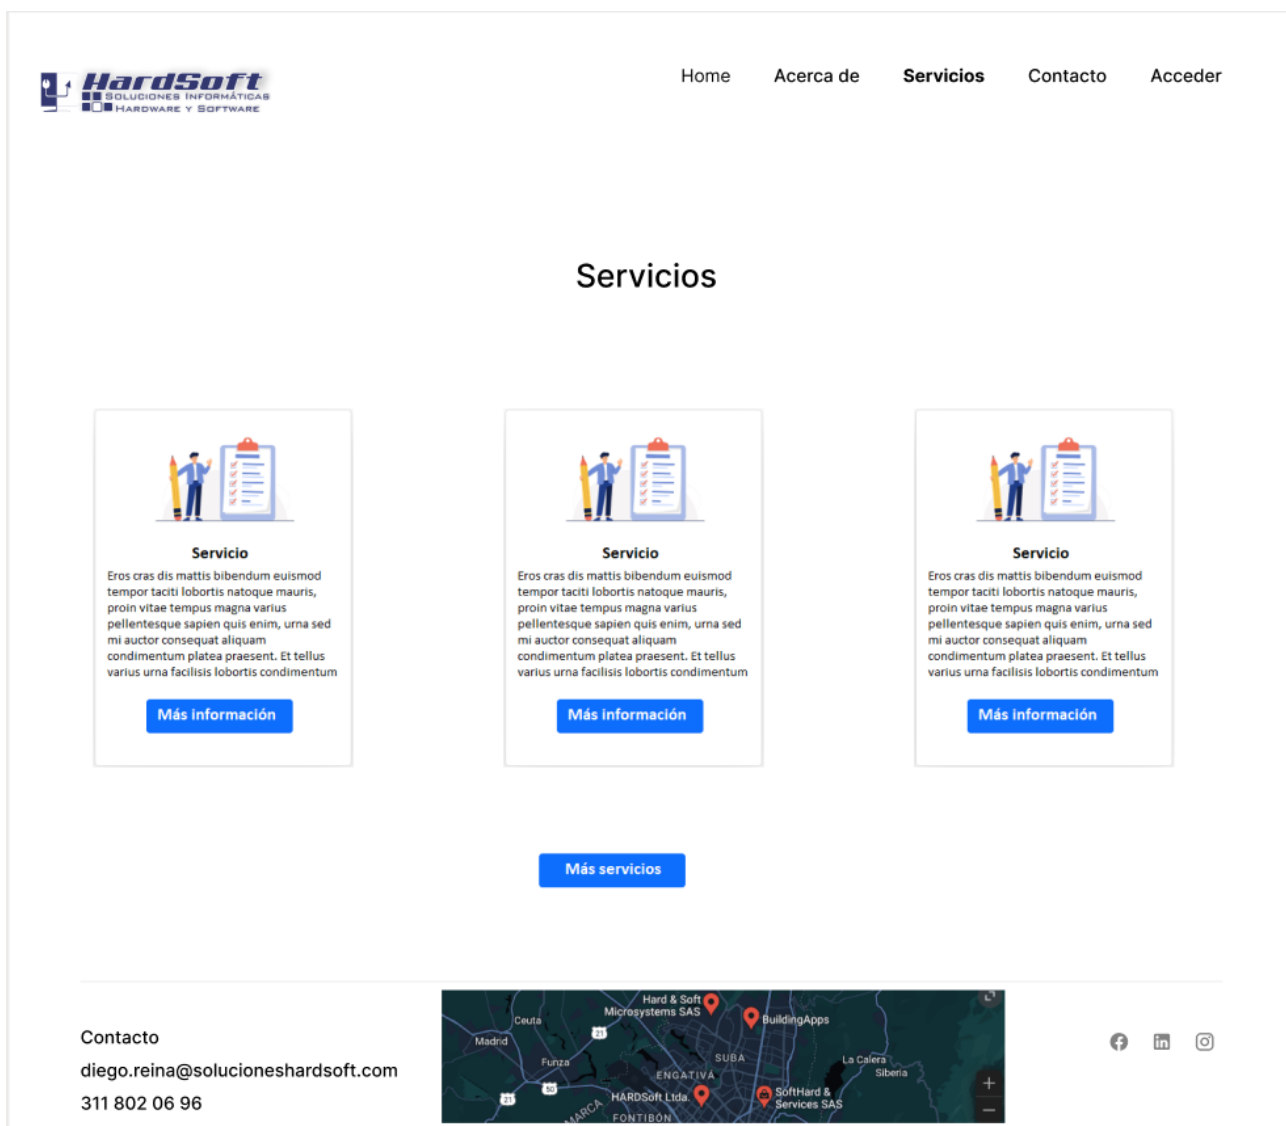 HardSoft
Soluciones Informáticas
Hardware y Software
Home Acerca de Servicios Contacto Acceder
Servicios
Servicio
Eros cras dis mattis bibendum euismod
tempor taciti lobortis natoque mauris,
proin vitae tempus magna varius
pellentesque sapien quis enim, urna sed
mi auctor consequat aliquam
condimentum platea praesent. Et tellus
varius urna facilisis lobortis condimentum
Más información
Servicio
Eros cras dis mattis bibendum euismod
tempor taciti lobortis natoque mauris,
proin vitae tempus magna varius
pellentesque sapien quis enim, urna sed
mi auctor consequat aliquam
condimentum platea praesent. Et tellus
varius urna facilisis lobortis condimentum
Más información
Servicio
Eros cras dis mattis bibendum euismod
tempor taciti lobortis natoque mauris,
proin vitae tempus magna varius
pellentesque sapien quis enim, urna sed
mi auctor consequat aliquam
condimentum platea praesent. Et tellus
varius urna facilisis lobortis condimentum
Más información
Más servicios
Contacto
diego.reina@solucioneshardsoft.com
311 802 06 96
Hard & Soft
Microsystems SAS
BuildingApps
Ceuta
21
Madrid
Funza
SUBA
La Calera
Siberia
ENGATIVÁ
50
21
HARDSoft Ltda.
SoftHard &
Services SAS
MARCA
FONTIBÓN